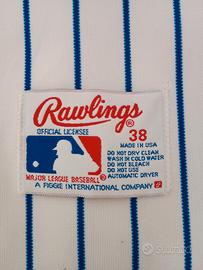 Rawlings®
OFFICIAL LICENSEE
38
MADE IN USA
DO NOT DRY CLEAN
WASH IN COLD WATER
DO NOT BLEACH
DO NOT USE
AUTOMATIC DRYER
MAJOR LEAGUE BASEBALL®
A FIGGIE INTERNATIONAL COMPANY
subito